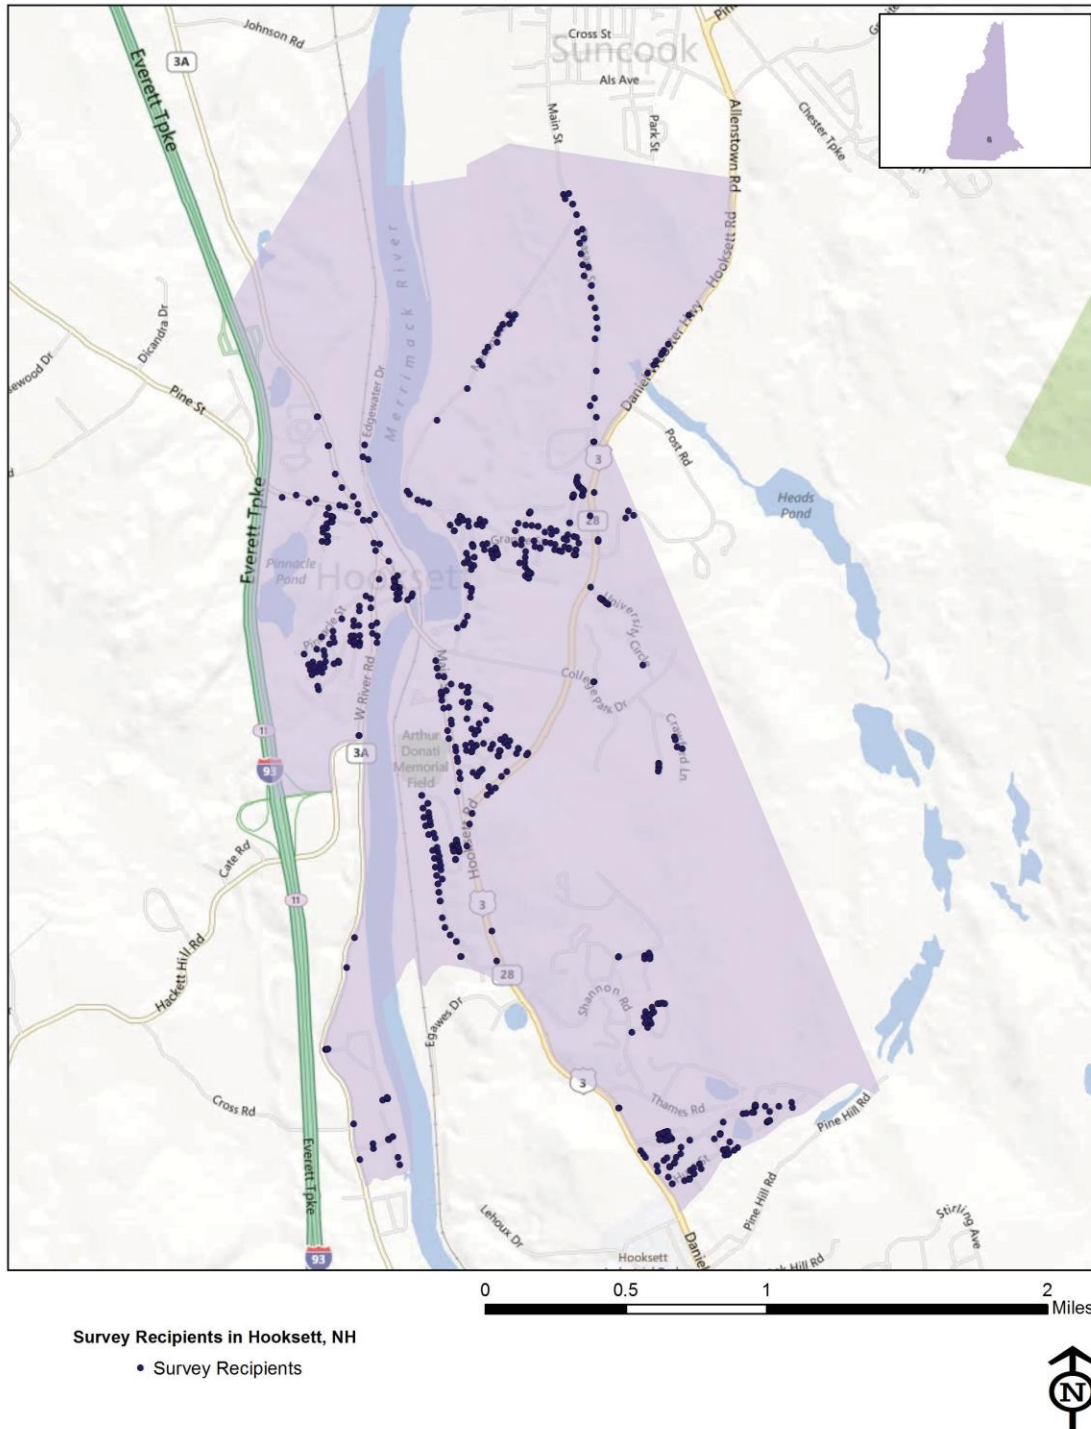 Johnson Rd
Cross St
Suncook
3A
Als Ave
Everett Tpke
Main St
Park St
Allenstown Rd
Chester Tpke
Hooksett Rd
Merrimack River
Dicandra Dr
Pine St
Edgewater Dr
Daniel Webster Hwy
3
Post Rd
Heads
Pond
28
Everett Tpke
Pinnacle
Pond
Hooksett
University Circle
Pinnacle St
College Park Dr
W River Rd
Crawford Ln
11
3A
Arthur
Donati
Memorial
Field
93
Hooksett Rd
Cate Rd
11
3
Hackett Hill Rd
28
Shannon Rd
Egawes Dr
3
Cross Rd
Thames Rd
Pine Hill Rd
Everett Tpke
Pine Hill Rd
Lehoux Dr
Stirling Ave
93
Hooksett
0 0.5 1 2
Miles
Survey Recipients in Hooksett, NH
Survey Recipients
N